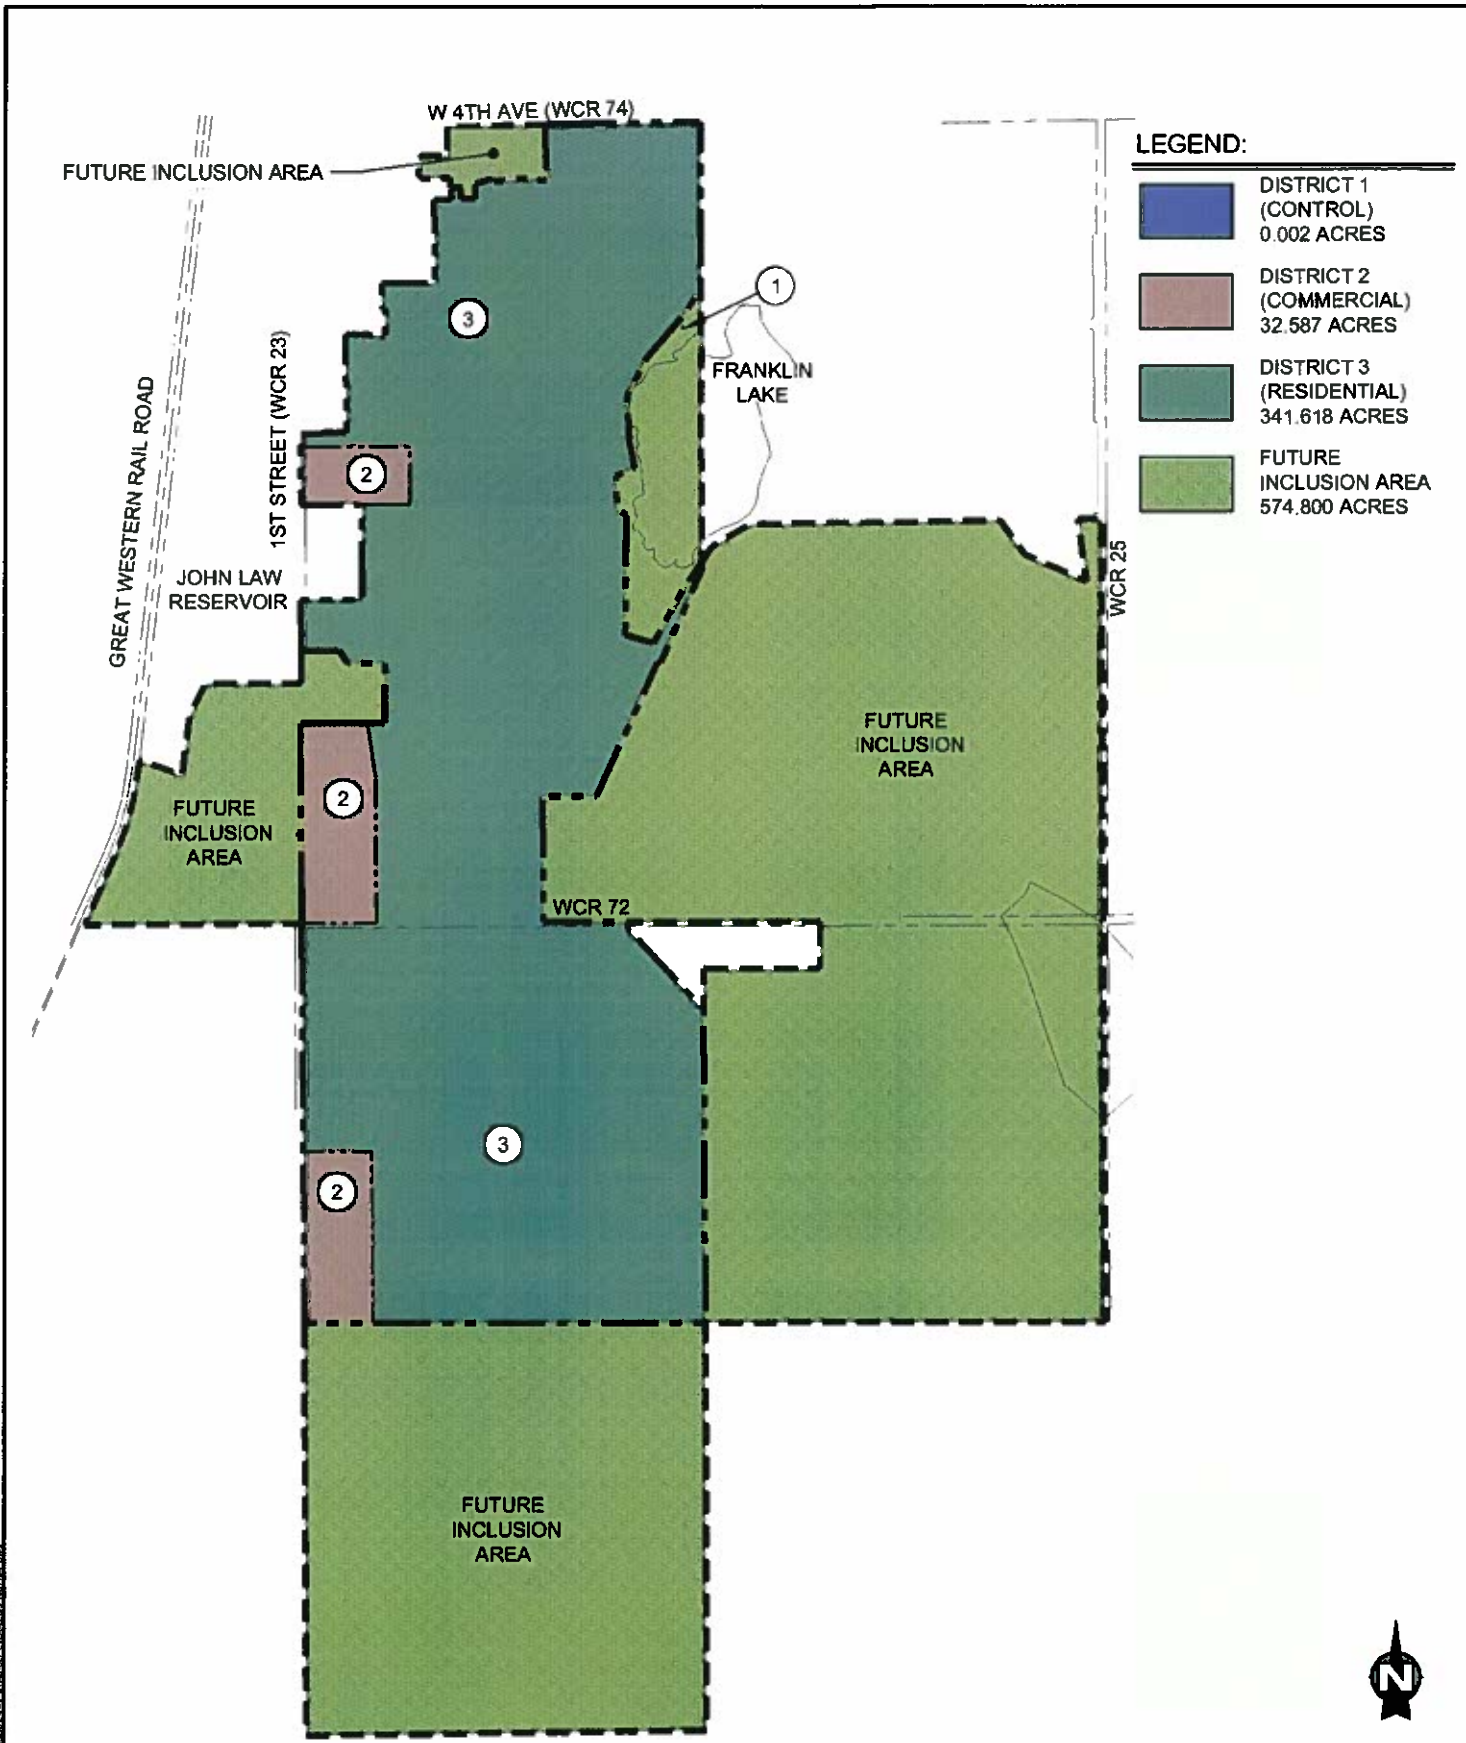 W 4TH AVE (WCR 74)
FUTURE INCLUSION AREA
LEGEND:
DISTRICT 1
(CONTROL)
0.002 ACRES
DISTRICT 2
(COMMERCIAL)
32.587 ACRES
DISTRICT 3
(RESIDENTIAL)
341.618 ACRES
FUTURE
INCLUSION AREA
574.800 ACRES
1
3
FRANKLIN
LAKE
1ST STREET (WCR 23)
GREAT WESTERN RAIL ROAD
2
JOHN LAW
RESERVOIR
WCR 25
FUTURE
INCLUSION
AREA
2
FUTURE
INCLUSION
AREA
WCR 72
3
2
FUTURE
INCLUSION
AREA
N